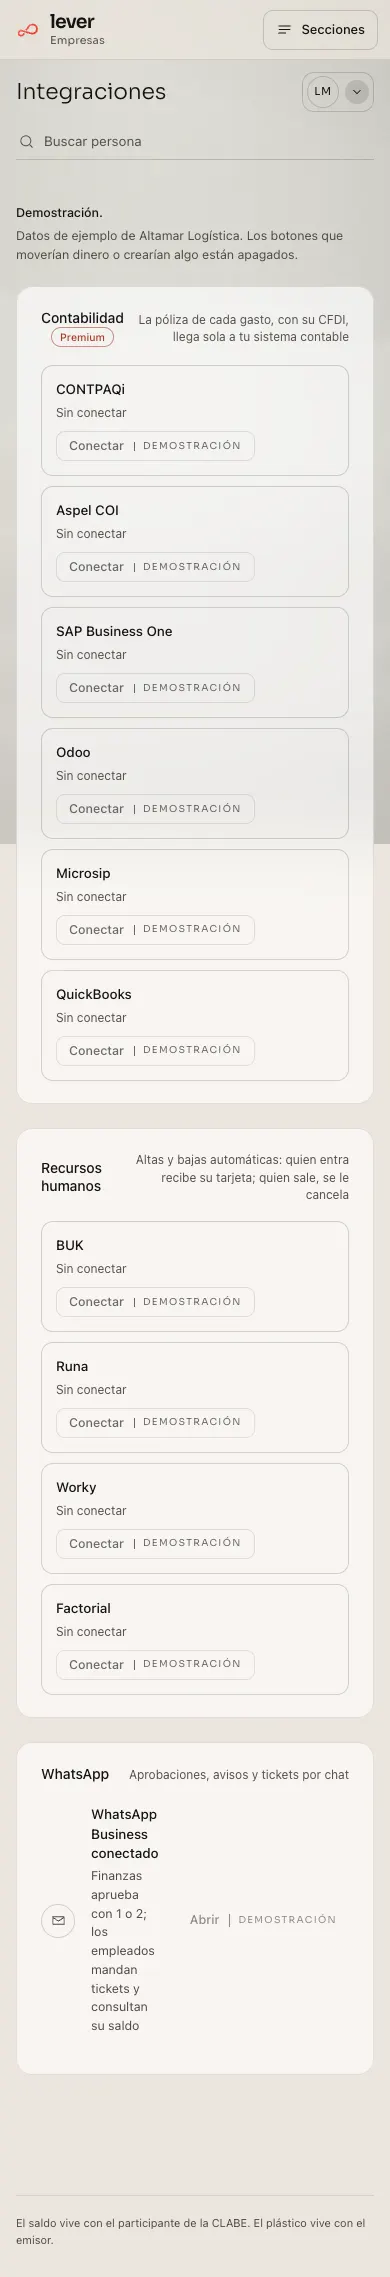 lever
Empresas
Secciones
Integraciones
LM
Buscar persona
Demostración.
Datos de ejemplo de Altamar Logística. Los botones que
moverían dinero o crearían algo están apagados.
Contabilidad
Premium
La póliza de cada gasto, con su CFDI,
llega sola a tu sistema contable
CONTPAQi
Sin conectar
Conectar | DEMOSTRACIÓN
Aspel COI
Sin conectar
Conectar | DEMOSTRACIÓN
SAP Business One
Sin conectar
Conectar | DEMOSTRACIÓN
Odoo
Sin conectar
Conectar | DEMOSTRACIÓN
Microsip
Sin conectar
Conectar | DEMOSTRACIÓN
QuickBooks
Sin conectar
Conectar | DEMOSTRACIÓN
Recursos
humanos
Altas y bajas automáticas: quien entra
recibe su tarjeta; quien sale, se le
cancela
BUK
Sin conectar
Conectar | DEMOSTRACIÓN
Runa
Sin conectar
Conectar | DEMOSTRACIÓN
Worky
Sin conectar
Conectar | DEMOSTRACIÓN
Factorial
Sin conectar
Conectar | DEMOSTRACIÓN
WhatsApp
Aprobaciones, avisos y tickets por chat
WhatsApp
Business
conectado
Finanzas
aprueba
con 1 o 2;
los
empleados
mandan
tickets y
consultan
su saldo
Abrir | DEMOSTRACIÓN
El saldo vive con el participante de la CLABE. El plástico vive con el
emisor.